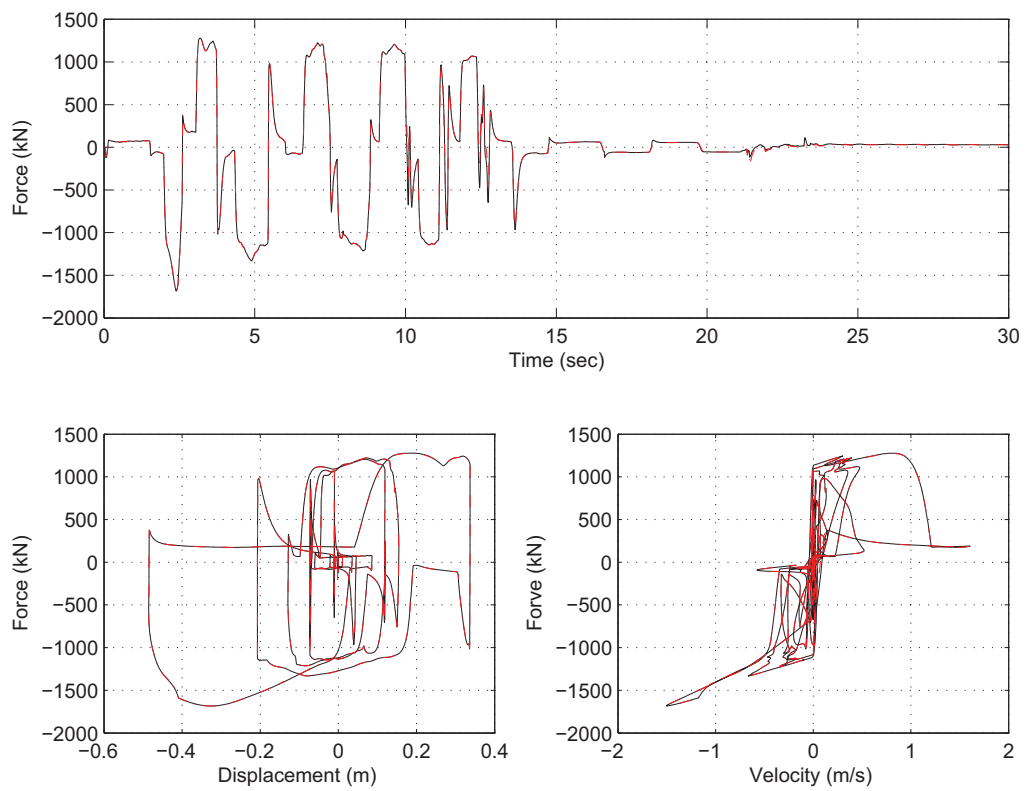 1500
1000
500
0
−500
−1000
−1500
−2000
Force (kN)
0 5 10 15 20 25 30
Time (sec)
1500
1000
500
0
−500
−1000
−1500
−2000
Force (kN)
−0.6 −0.4 −0.2 0 0.2 0.4
Displacement (m)
1500
1000
500
0
−500
−1000
−1500
−2000
Forve (kN)
−2 −1 0 1 2
Velocity (m/s)